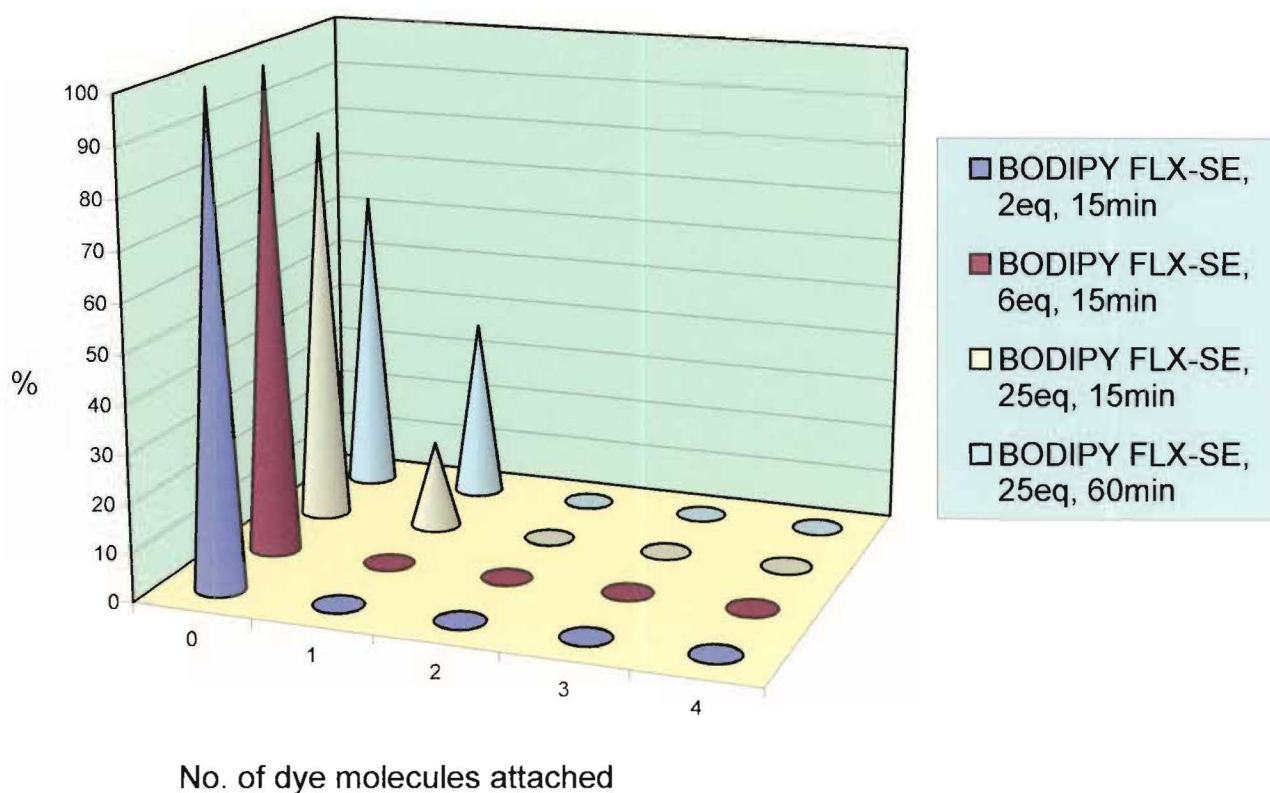 100
90
80
70
60
50
40
30
20
10
0
%
0
1
2
3
4
No. of dye molecules attached
BODIPY FLX-SE,
2eq, 15min
BODIPY FLX-SE,
6eq, 15min
BODIPY FLX-SE,
25eq, 15min
BODIPY FLX-SE,
25eq, 60min